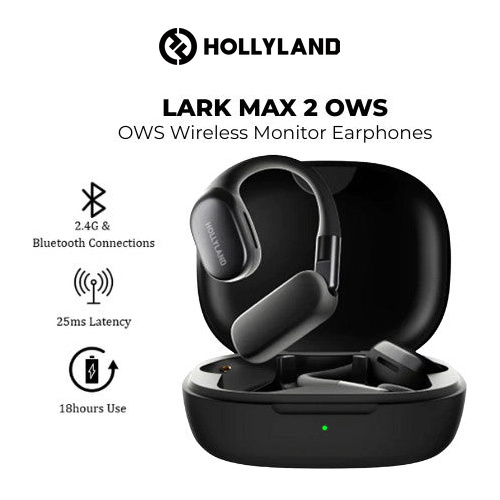 HOLLYLAND
LARK MAX 2 OWS
OWS Wireless Monitor Earphones
HOLLYLAND
2.4G &
Bluetooth Connections
25ms Latency
18hours Use